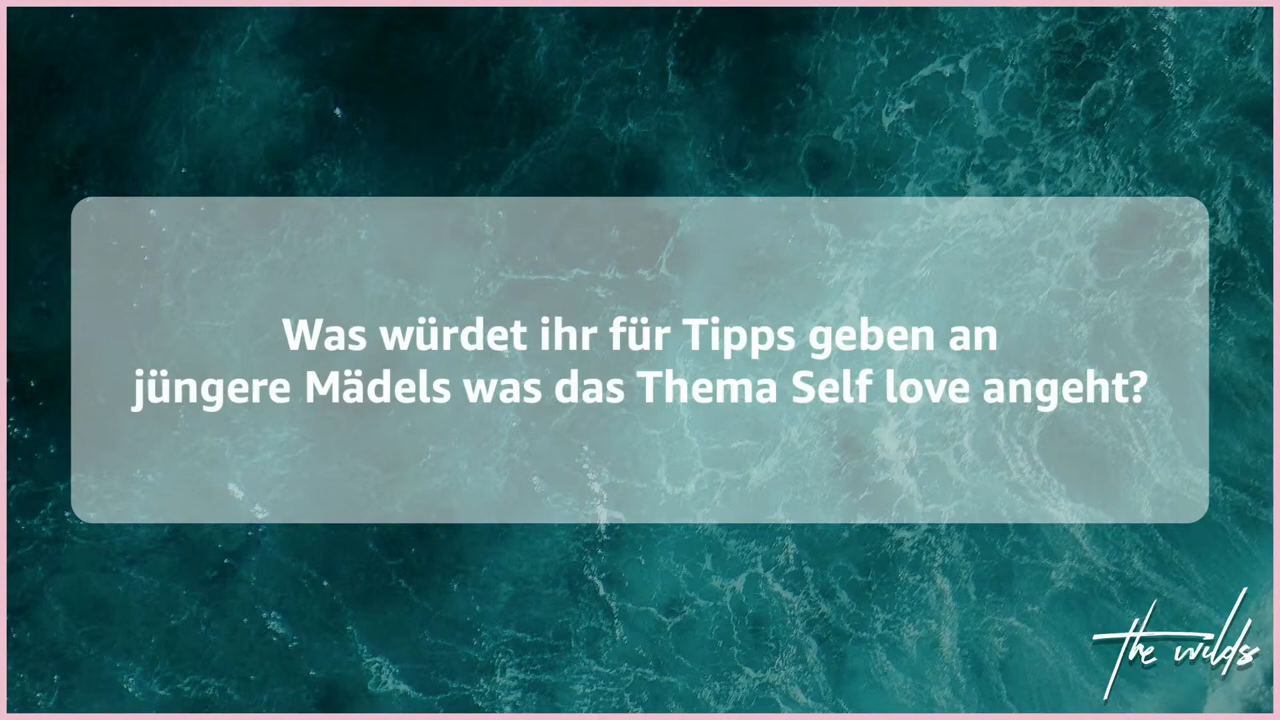 Was würdet ihr für Tipps geben an
jüngere Mädels was das Thema Self love angeht?
the wilds